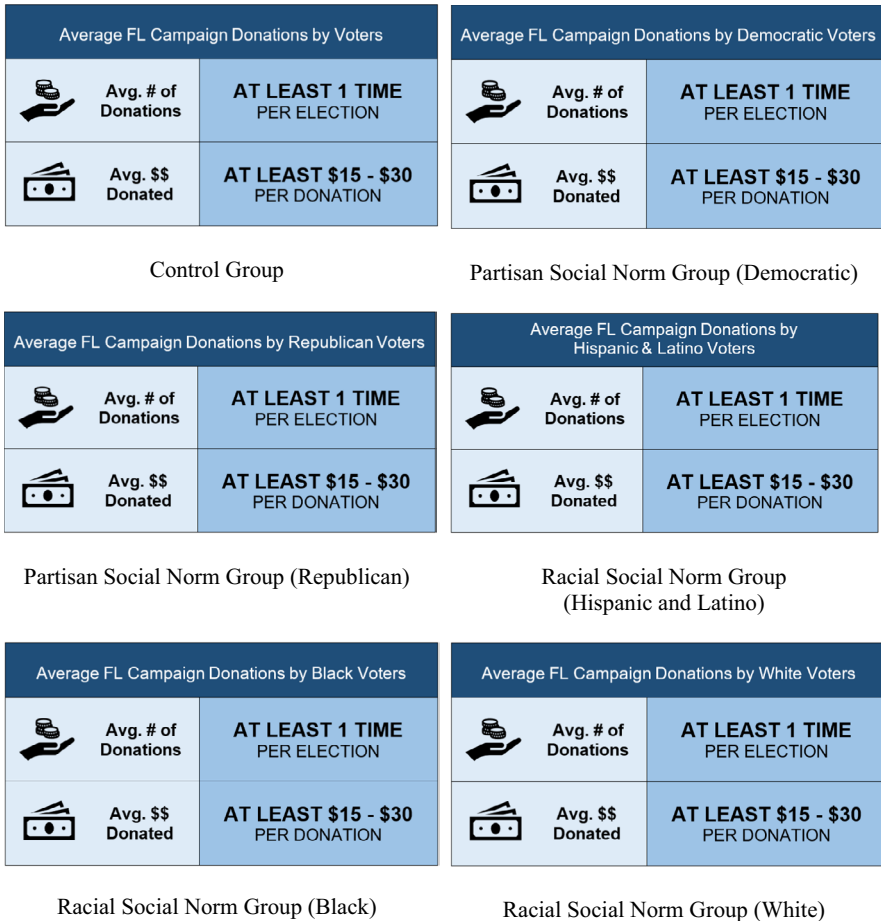 Average FL Campaign Donations by Voters
Avg. # of
Donations
AT LEAST 1 TIME
PER ELECTION
Avg. $$
Donated
AT LEAST $15 - $30
PER DONATION
Control Group
Average FL Campaign Donations by Democratic Voters
Avg. # of
Donations
AT LEAST 1 TIME
PER ELECTION
Avg. $$
Donated
AT LEAST $15 - $30
PER DONATION
Partisan Social Norm Group (Democratic)
Average FL Campaign Donations by Republican Voters
Avg. # of
Donations
AT LEAST 1 TIME
PER ELECTION
Avg. $$
Donated
AT LEAST $15 - $30
PER DONATION
Partisan Social Norm Group (Republican)
Average FL Campaign Donations by
Hispanic & Latino Voters
Avg. # of
Donations
AT LEAST 1 TIME
PER ELECTION
Avg. $$
Donated
AT LEAST $15 - $30
PER DONATION
Racial Social Norm Group
(Hispanic and Latino)
Average FL Campaign Donations by Black Voters
Avg. # of
Donations
AT LEAST 1 TIME
PER ELECTION
Avg. $$
Donated
AT LEAST $15 - $30
PER DONATION
Racial Social Norm Group (Black)
Average FL Campaign Donations by White Voters
Avg. # of
Donations
AT LEAST 1 TIME
PER ELECTION
Avg. $$
Donated
AT LEAST $15 - $30
PER DONATION
Racial Social Norm Group (White)